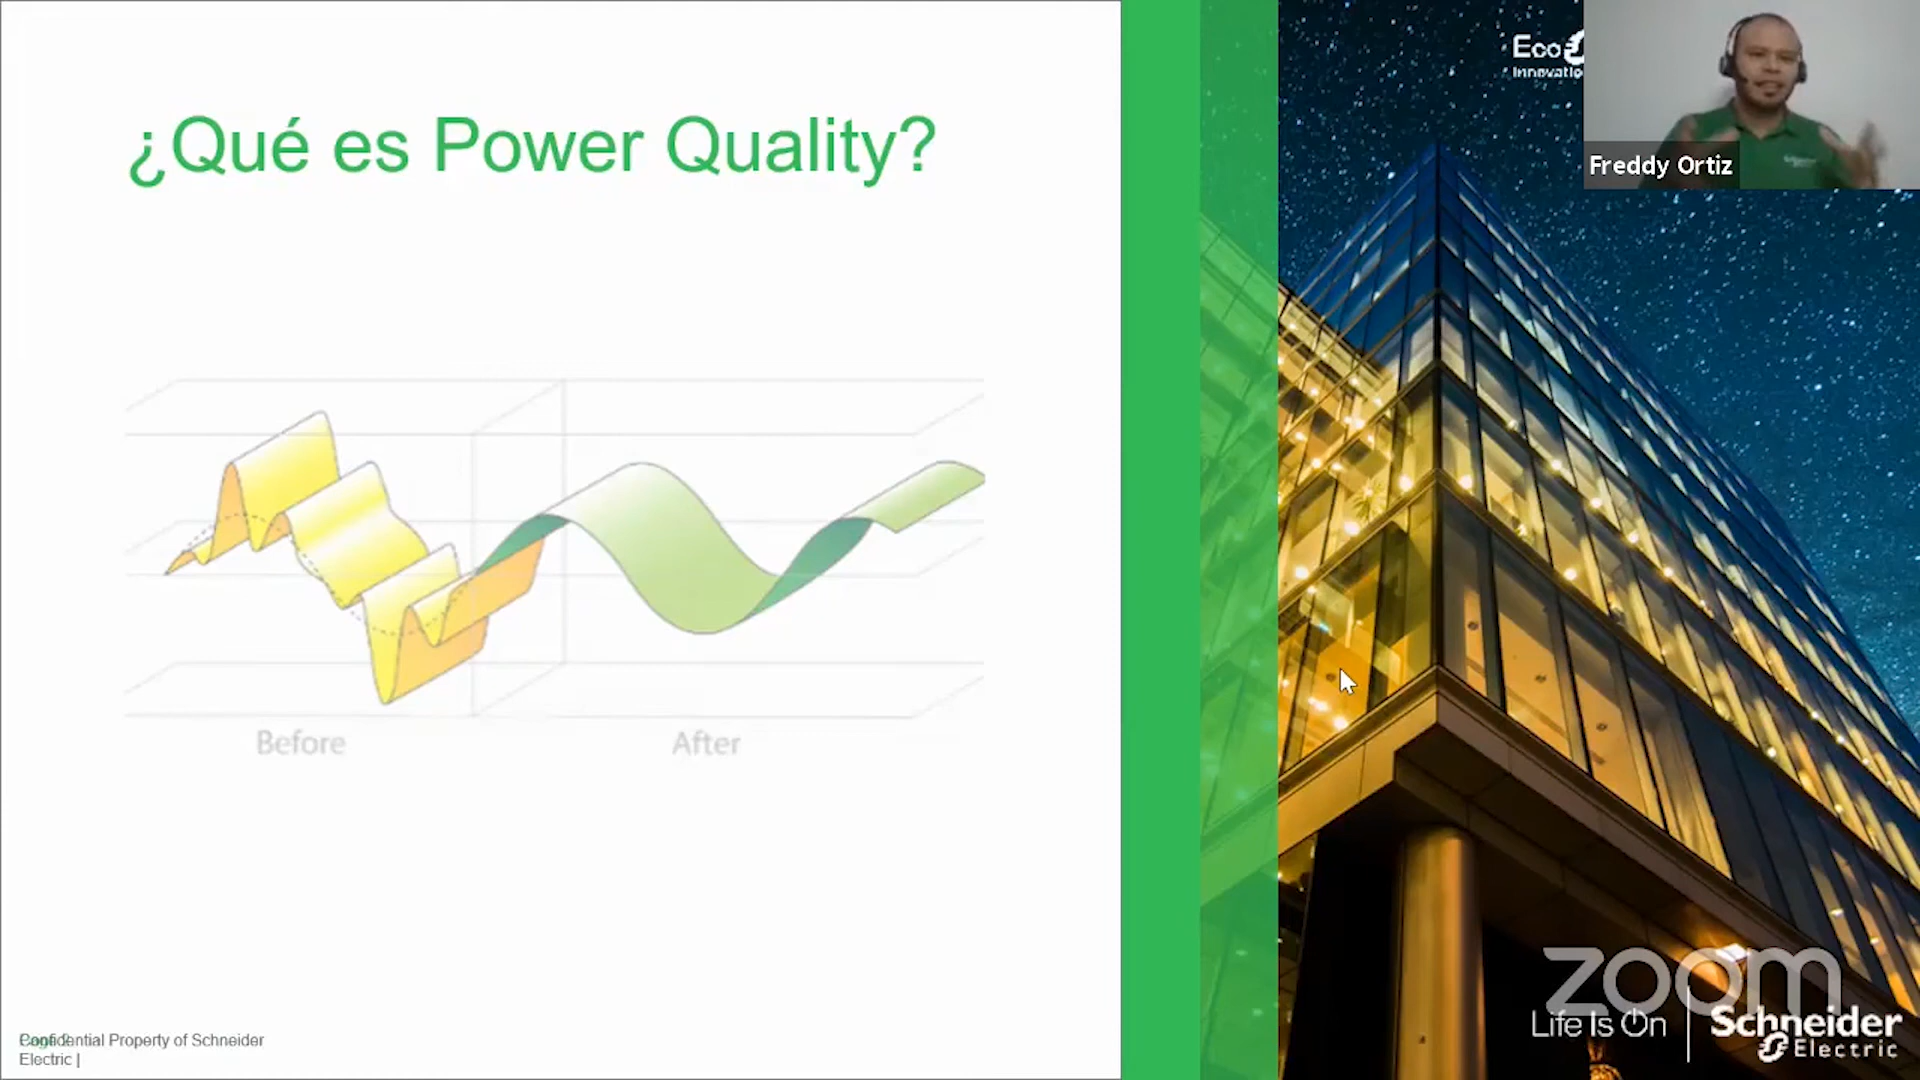 ¿Qué es Power Quality?
Eco
Innovatio
Freddy Ortiz
Before
After
Confidential Property of Schneider
Electric |
zoom
Life Is On
Schneider
Electric